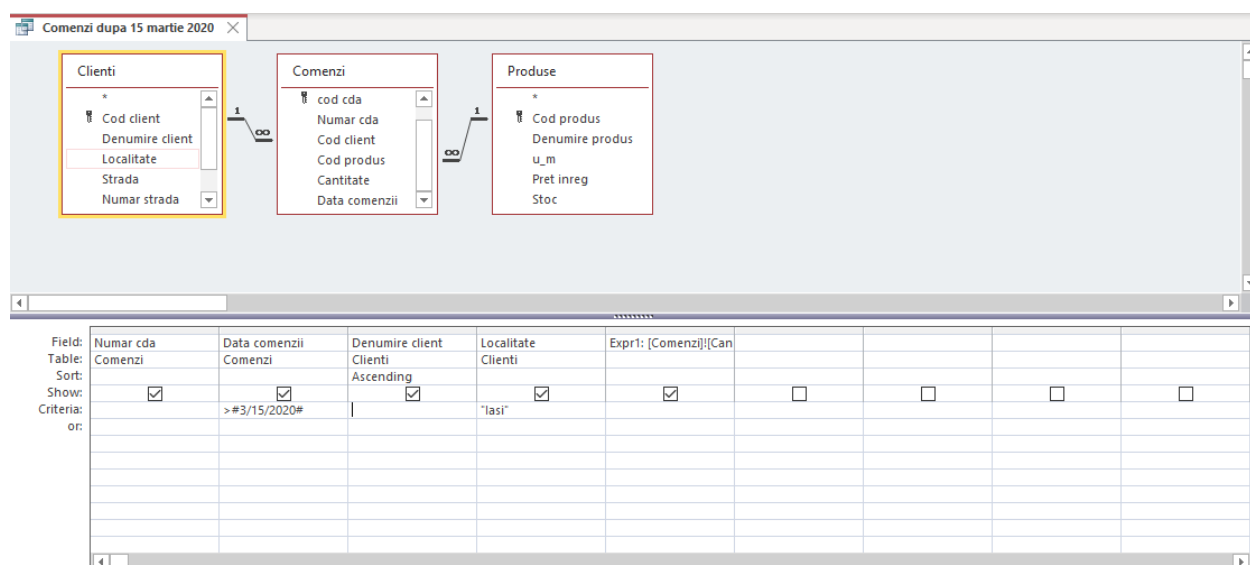 Comenzi dupa 15 martie 2020
Clienti
*
Cod client
Denumire client
Localitate
Strada
Numar strada
1
∞
Comenzi
cod cda
Numar cda
Cod client
Cod produs
Cantitate
Data comenzii
1
∞
Produse
*
Cod produs
Denumire produs
u_m
Pret inreg
Stoc
Field: Numar cda Data comenzii Denumire client Localitate Expr1: [Comenzi]![Can
Table: Comenzi Comenzi Clienti Clienti
Sort: Ascending
Show:
Criteria: >#3/15/2020# "Iasi"
or: